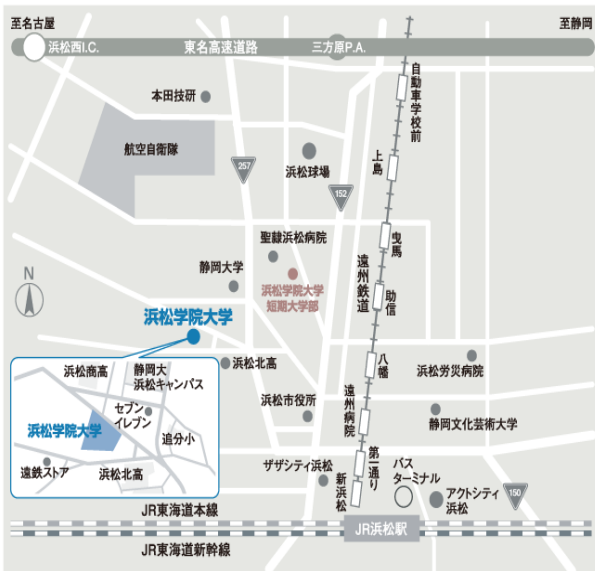 至名古屋
至静岡
浜松西I.C.
東名高速道路
三方原P.A.
自動車学校前
本田技研
航空自衛隊
257
浜松球場
152
上島
曳馬
聖隷浜松病院
静岡大学
浜松学院大学
短期大学部
遠州鉄道
助信
N
浜松学院大学
浜松北高
八幡
浜松労災病院
浜松市役所
遠州病院
静岡文化芸術大学
浜松商高
静岡大
浜松キャンパス
セブン
イレブン
浜松学院大学
追分小
遠鉄ストア
浜松北高
ザザシティ浜松
新浜松
第一通り
バス
ターミナル
アクトシティ
浜松
150
JR東海道本線
JR浜松駅
JR東海道新幹線